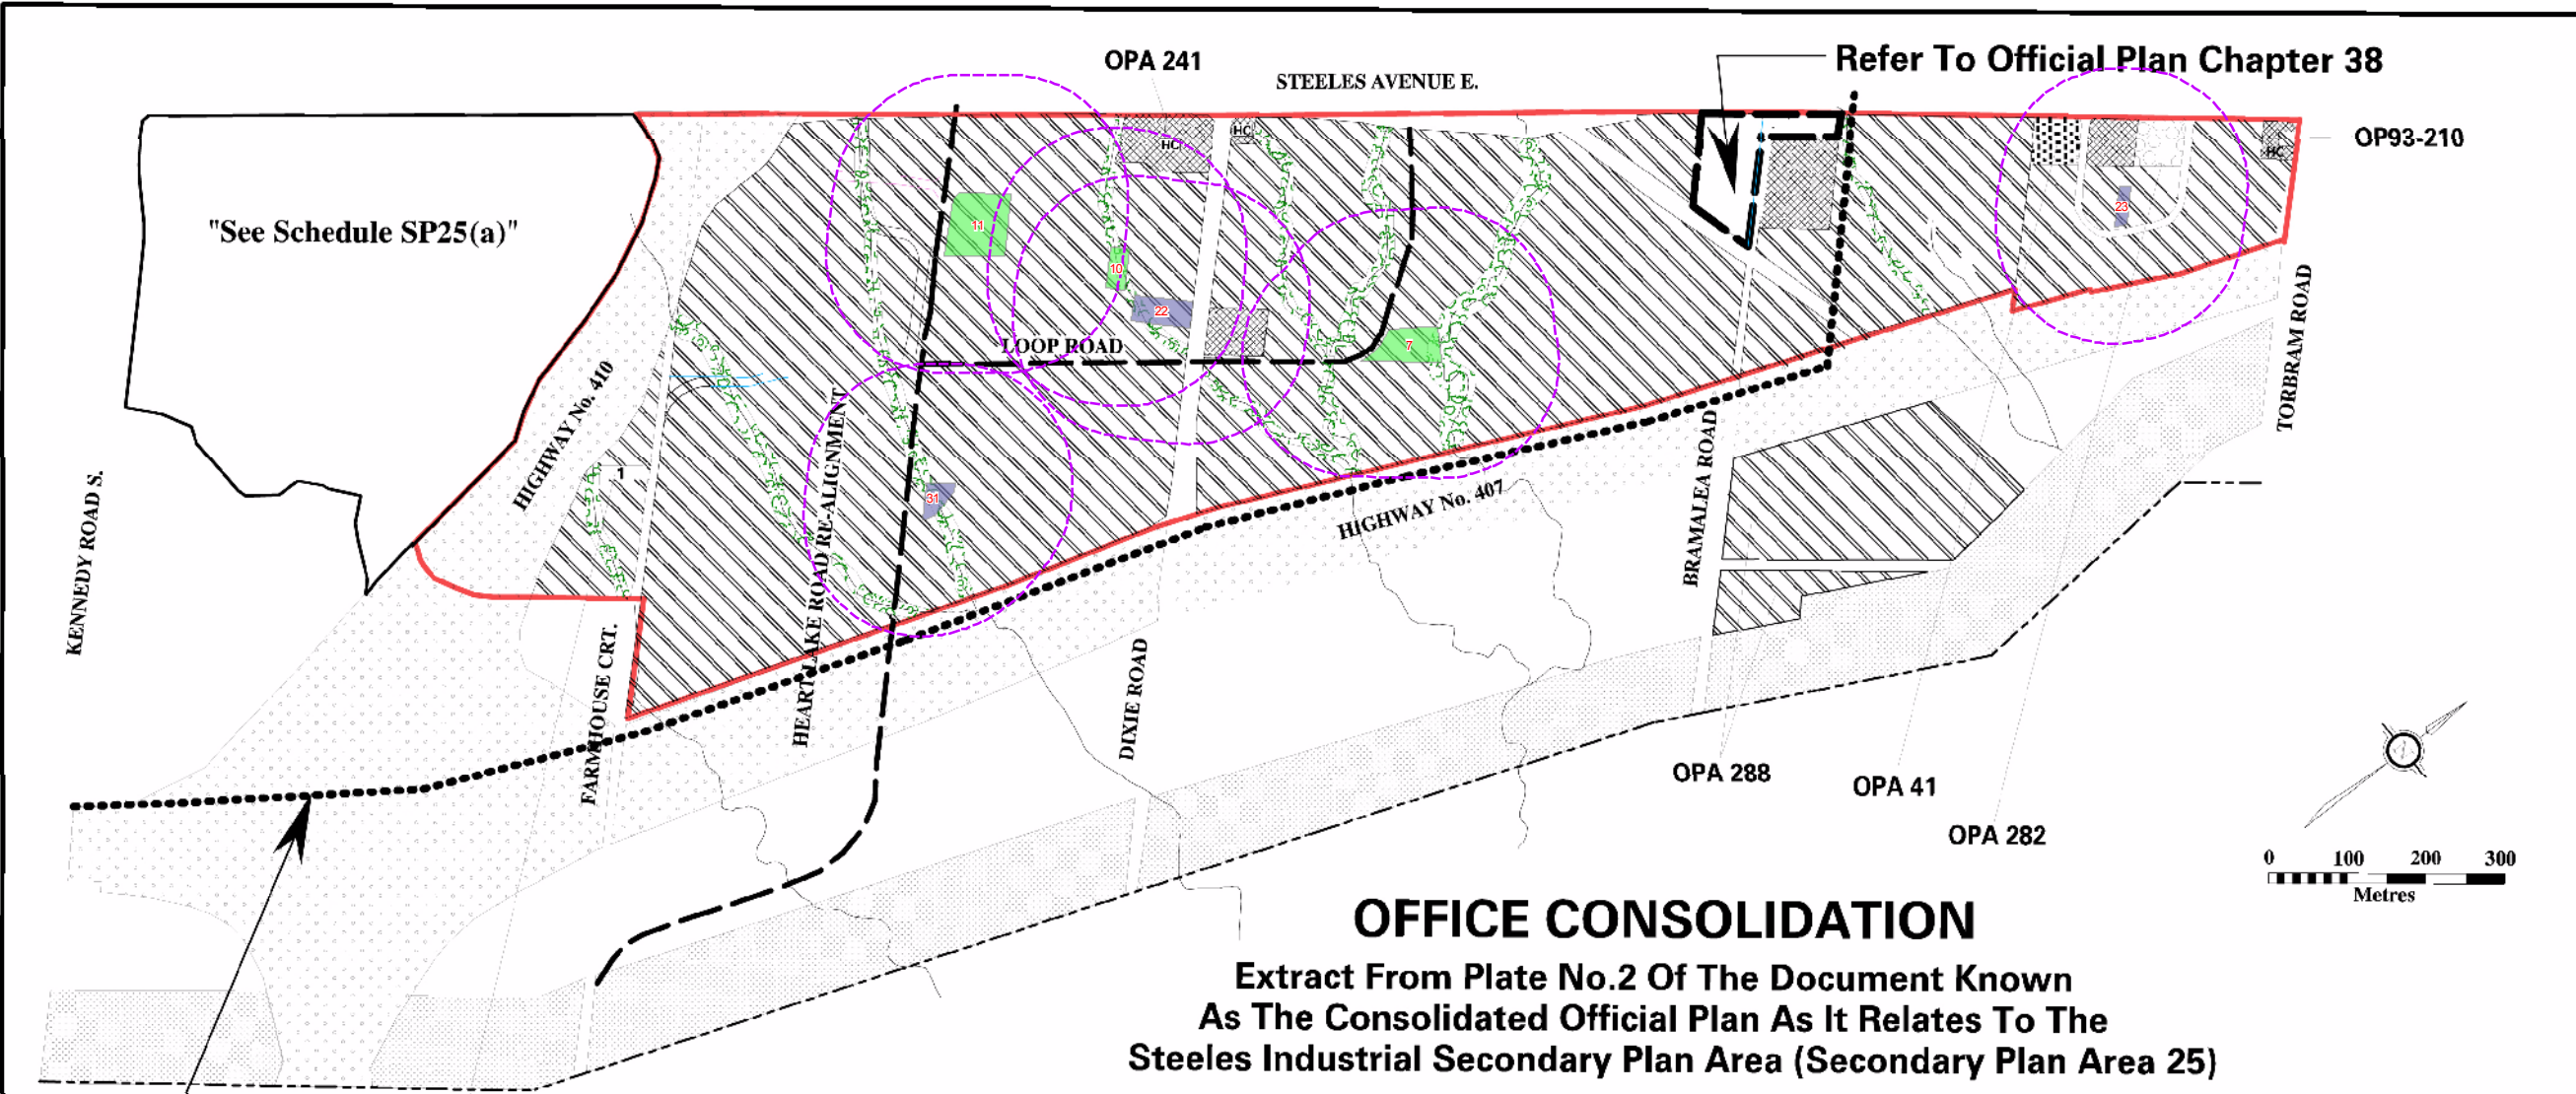 OPA 241
STEELES AVENUE E.
Refer To Official Plan Chapter 38
HC
HC
HC
OP93-210
"See Schedule SP25(a)"
11
10
22
23
7
31
1
LOOP ROAD
HIGHWAY No. 410
KENNEDY ROAD S.
FARMHOUSE CRT.
HEART LAKE ROAD RE-ALIGNMENT
DIXIE ROAD
HIGHWAY No. 407
BRAMALEA ROAD
TORBRAM ROAD
OPA 288
OPA 41
OPA 282
0 100 200 300
Metres
OFFICE CONSOLIDATION
Extract From Plate No.2 Of The Document Known
As The Consolidated Official Plan As It Relates To The
Steeles Industrial Secondary Plan Area (Secondary Plan Area 25)